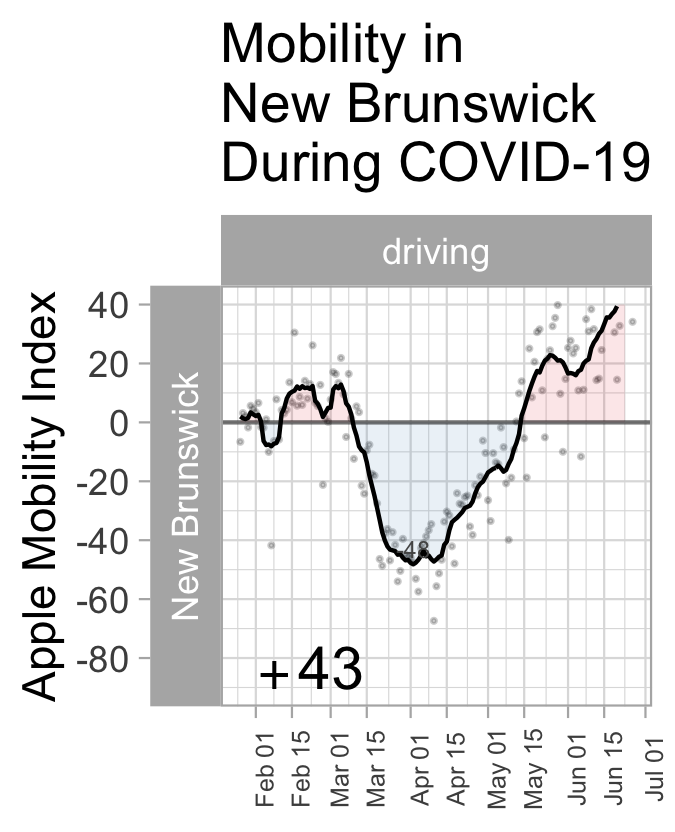 Mobility in
New Brunswick
During COVID-19
driving
Apple Mobility Index
New Brunswick
40
20
0
-20
-40
-60
-80
-48
+43
Feb 01
Feb 15
Mar 01
Mar 15
Apr 01
Apr 15
May 01
May 15
Jun 01
Jun 15
Jul 01